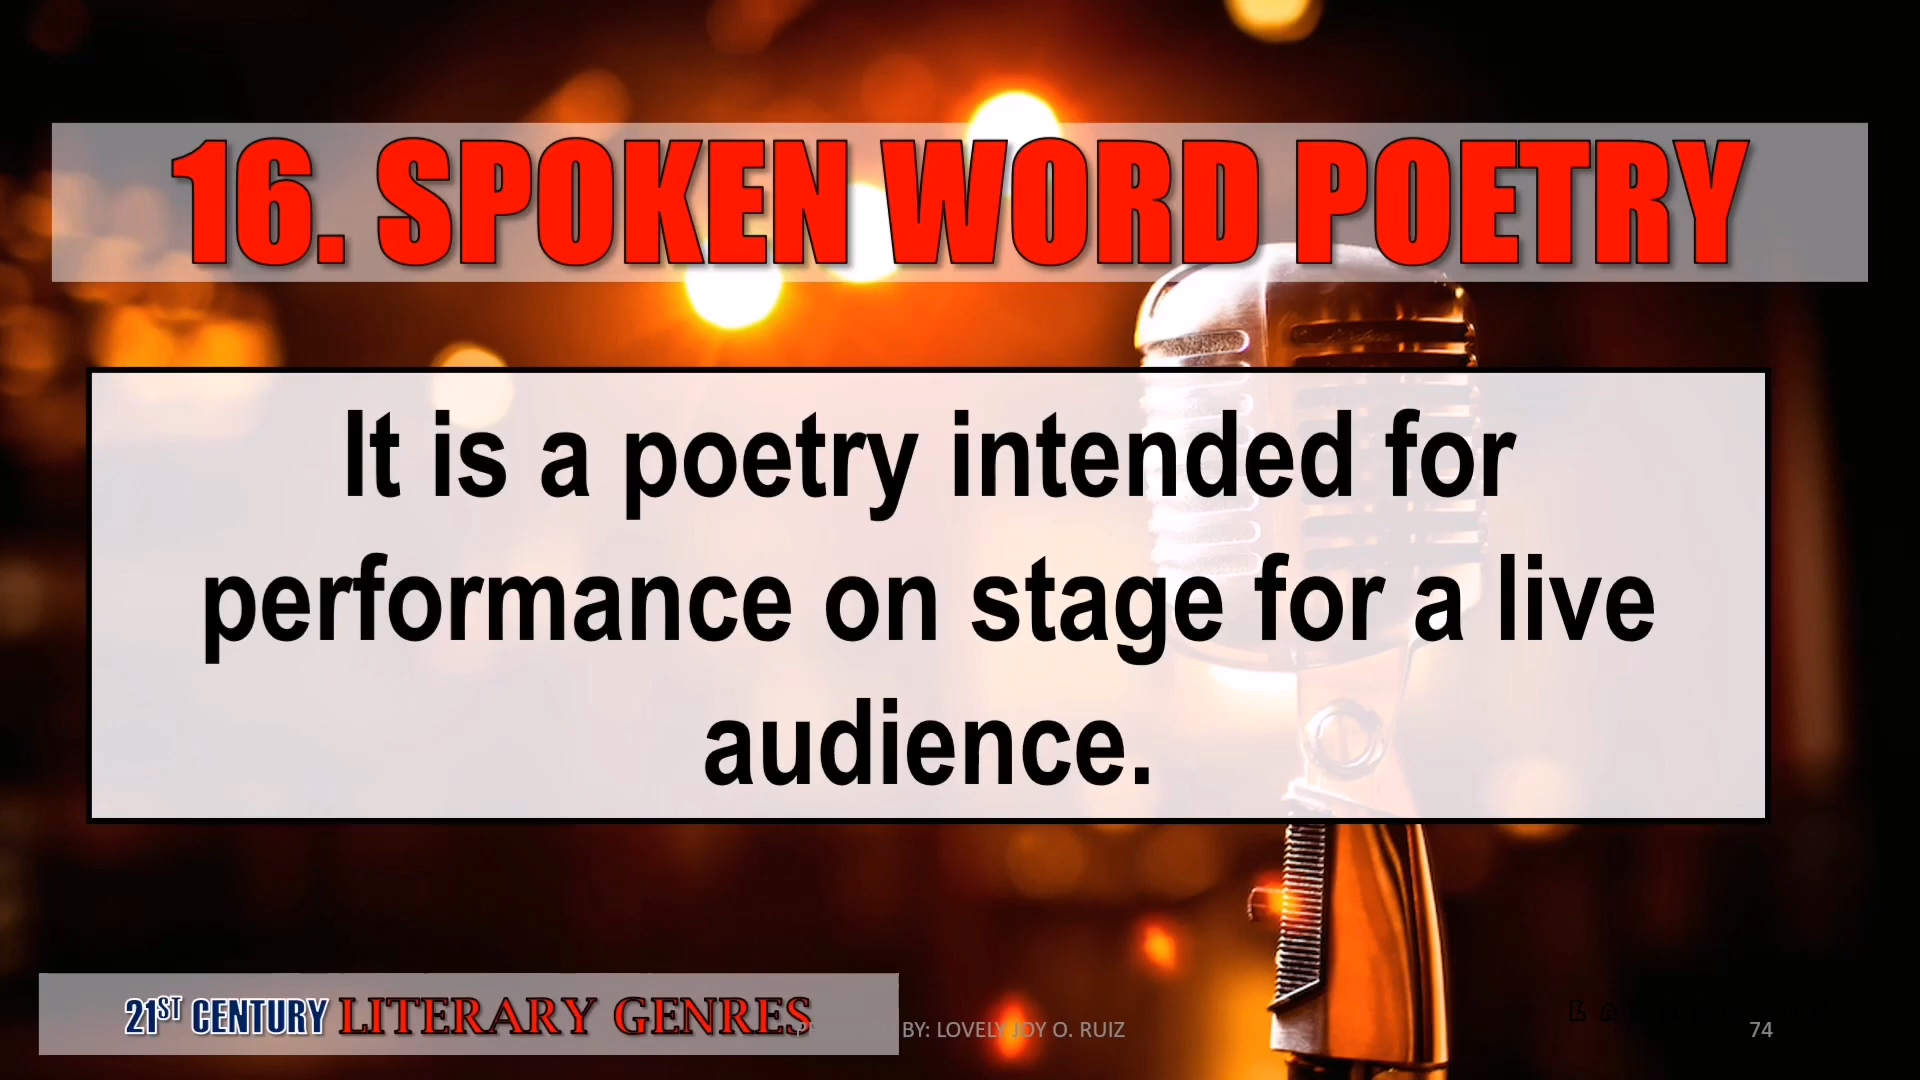 16. SPOKEN WORD POETRY
It is a poetry intended for
performance on stage for a live
audience.
21ST CENTURY LITERARY GENRES
BY: LOVELY JOY O. RUIZ
74